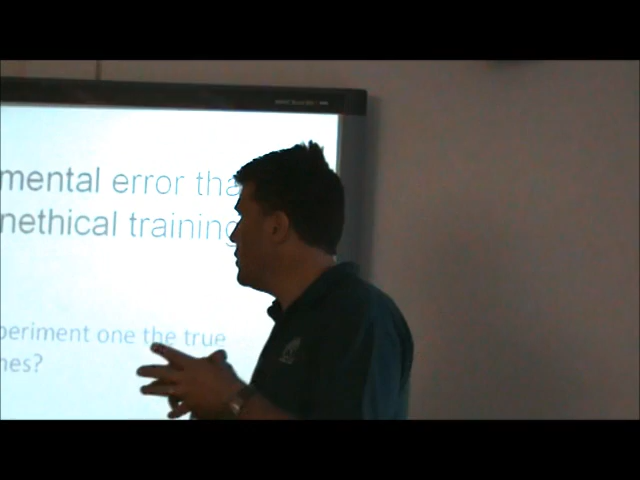 mental error tha
nethical training
periment one the true
nes?